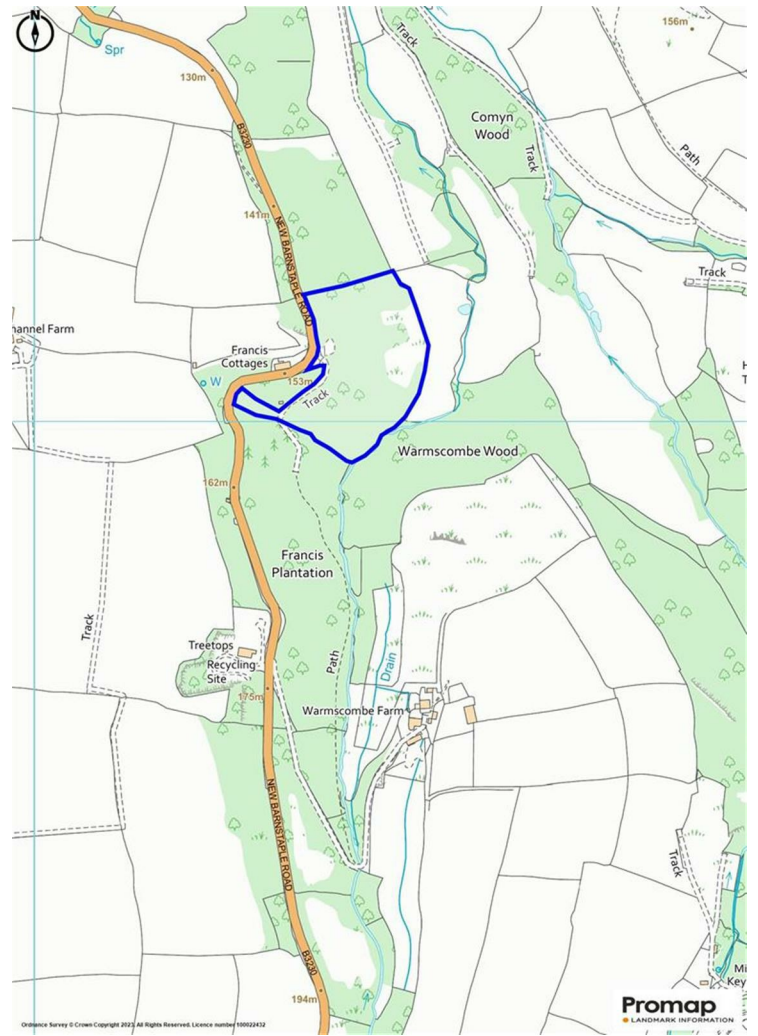 N
Spr
130m
156m
Track
Comyn
Wood
Track
Path
B3230
141m
NEW BARNSTAPLE ROAD
Track
hannel Farm
Francis
Cottages
153m
W
Track
Warmscombe Wood
162m
Francis
Plantation
Track
Treetops
Recycling
Site
Path
Drain
175m
Warmscombe Farm
NEW BARNSTAPLE ROAD
Track
B3230
194m
Mi
Key
Promap
LANDMARK INFORMATION
Ordnance Survey © Crown Copyright 2023. All Rights Reserved. Licence number 100022432